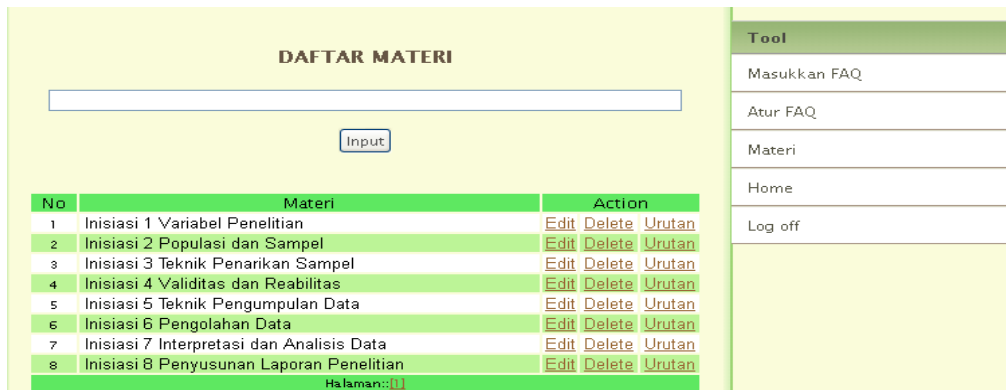 DAFTAR MATERI
Input
No Materi Action
1 Inisiasi 1 Variabel Penelitian Edit Delete Urutan
2 Inisiasi 2 Populasi dan Sampel Edit Delete Urutan
3 Inisiasi 3 Teknik Penarikan Sampel Edit Delete Urutan
4 Inisiasi 4 Validitas dan Reabilitas Edit Delete Urutan
5 Inisiasi 5 Teknik Pengumpulan Data Edit Delete Urutan
6 Inisiasi 6 Pengolahan Data Edit Delete Urutan
7 Inisiasi 7 Interpretasi dan Analisis Data Edit Delete Urutan
8 Inisiasi 8 Penyusunan Laporan Penelitian Edit Delete Urutan
Halaman::[1]
Tool
Masukkan FAQ
Atur FAQ
Materi
Home
Log off